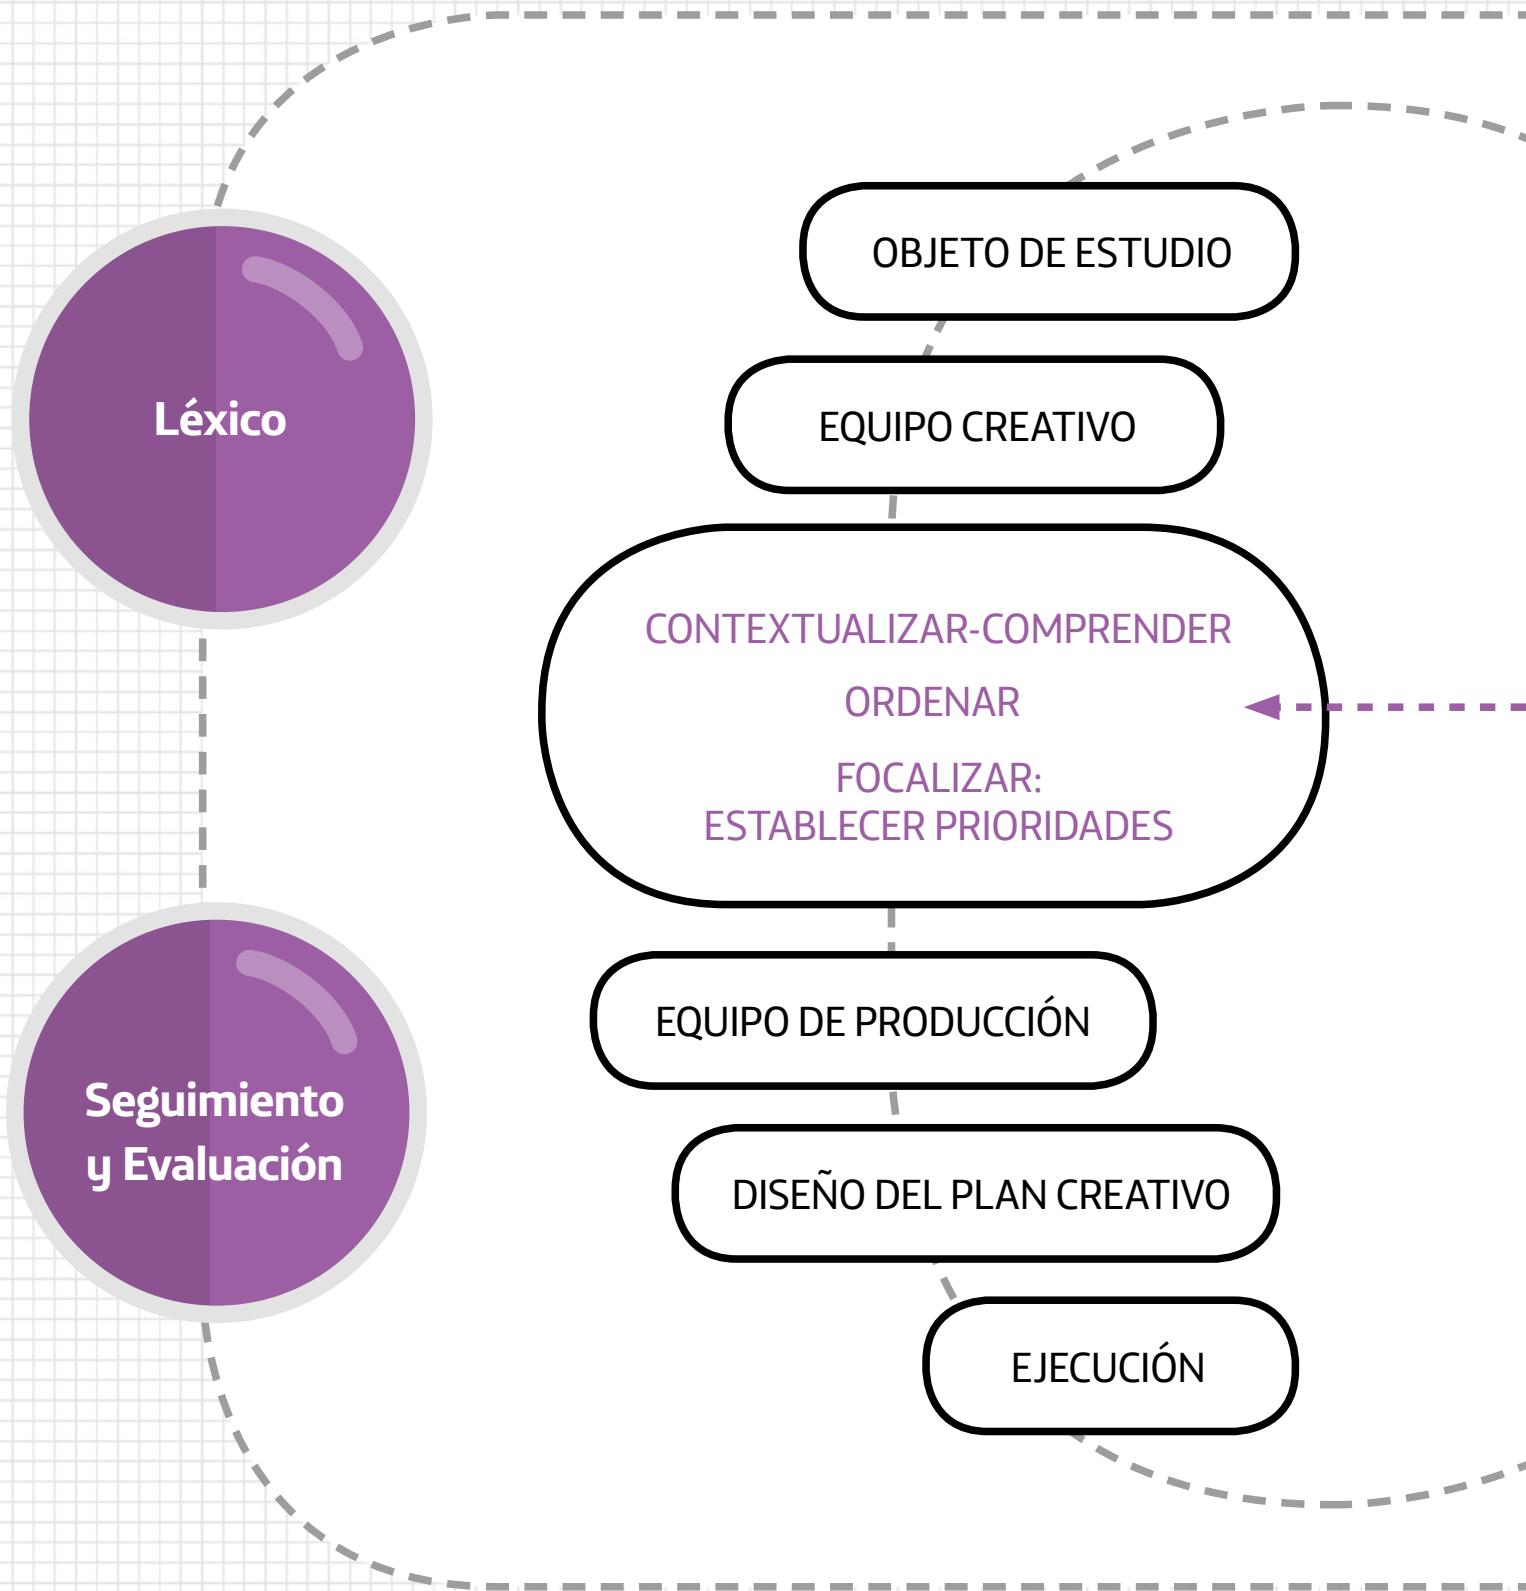 Léxico
Seguimiento
y Evaluación
OBJETO DE ESTUDIO
EQUIPO CREATIVO
CONTEXTUALIZAR-COMPRENDER
ORDENAR
FOCALIZAR:
ESTABLECER PRIORIDADES
EQUIPO DE PRODUCCIÓN
DISEÑO DEL PLAN CREATIVO
EJECUCIÓN